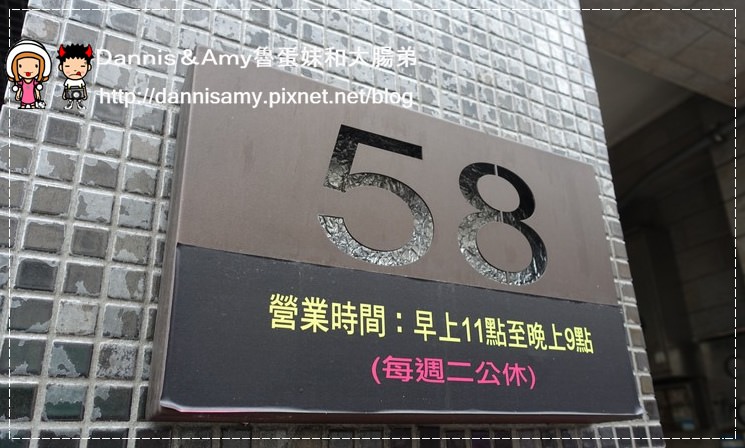 Dannis & Amy魯蛋妹和大腸弟
http://dannisamy.pixnet.net/blog
58
營業時間：早上11點至晚上9點
(每週二公休)